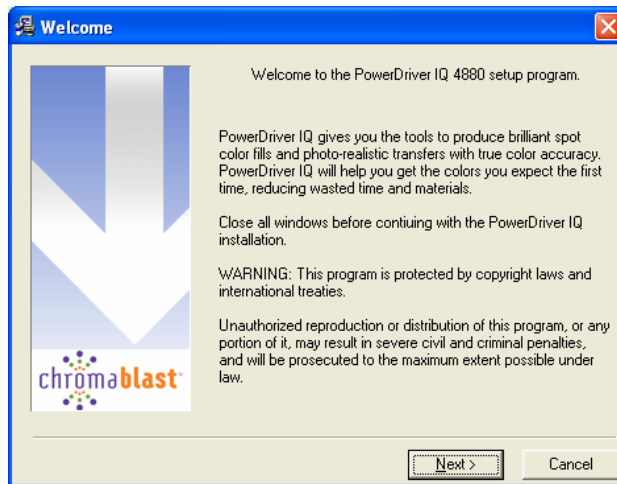 Welcome
Welcome to the PowerDriver IQ 4880 setup program.
PowerDriver IQ gives you the tools to produce brilliant spot
color fills and photo-realistic transfers with true color accuracy.
PowerDriver IQ will help you get the colors you expect the first
time, reducing wasted time and materials.
Close all windows before contiuing with the PowerDriver IQ
installation.
WARNING: This program is protected by copyright laws and
international treaties.
Unauthorized reproduction or distribution of this program, or any
portion of it, may result in severe civil and criminal penalties,
and will be prosecuted to the maximum extent possible under
law.
chromablast
Next >
Cancel